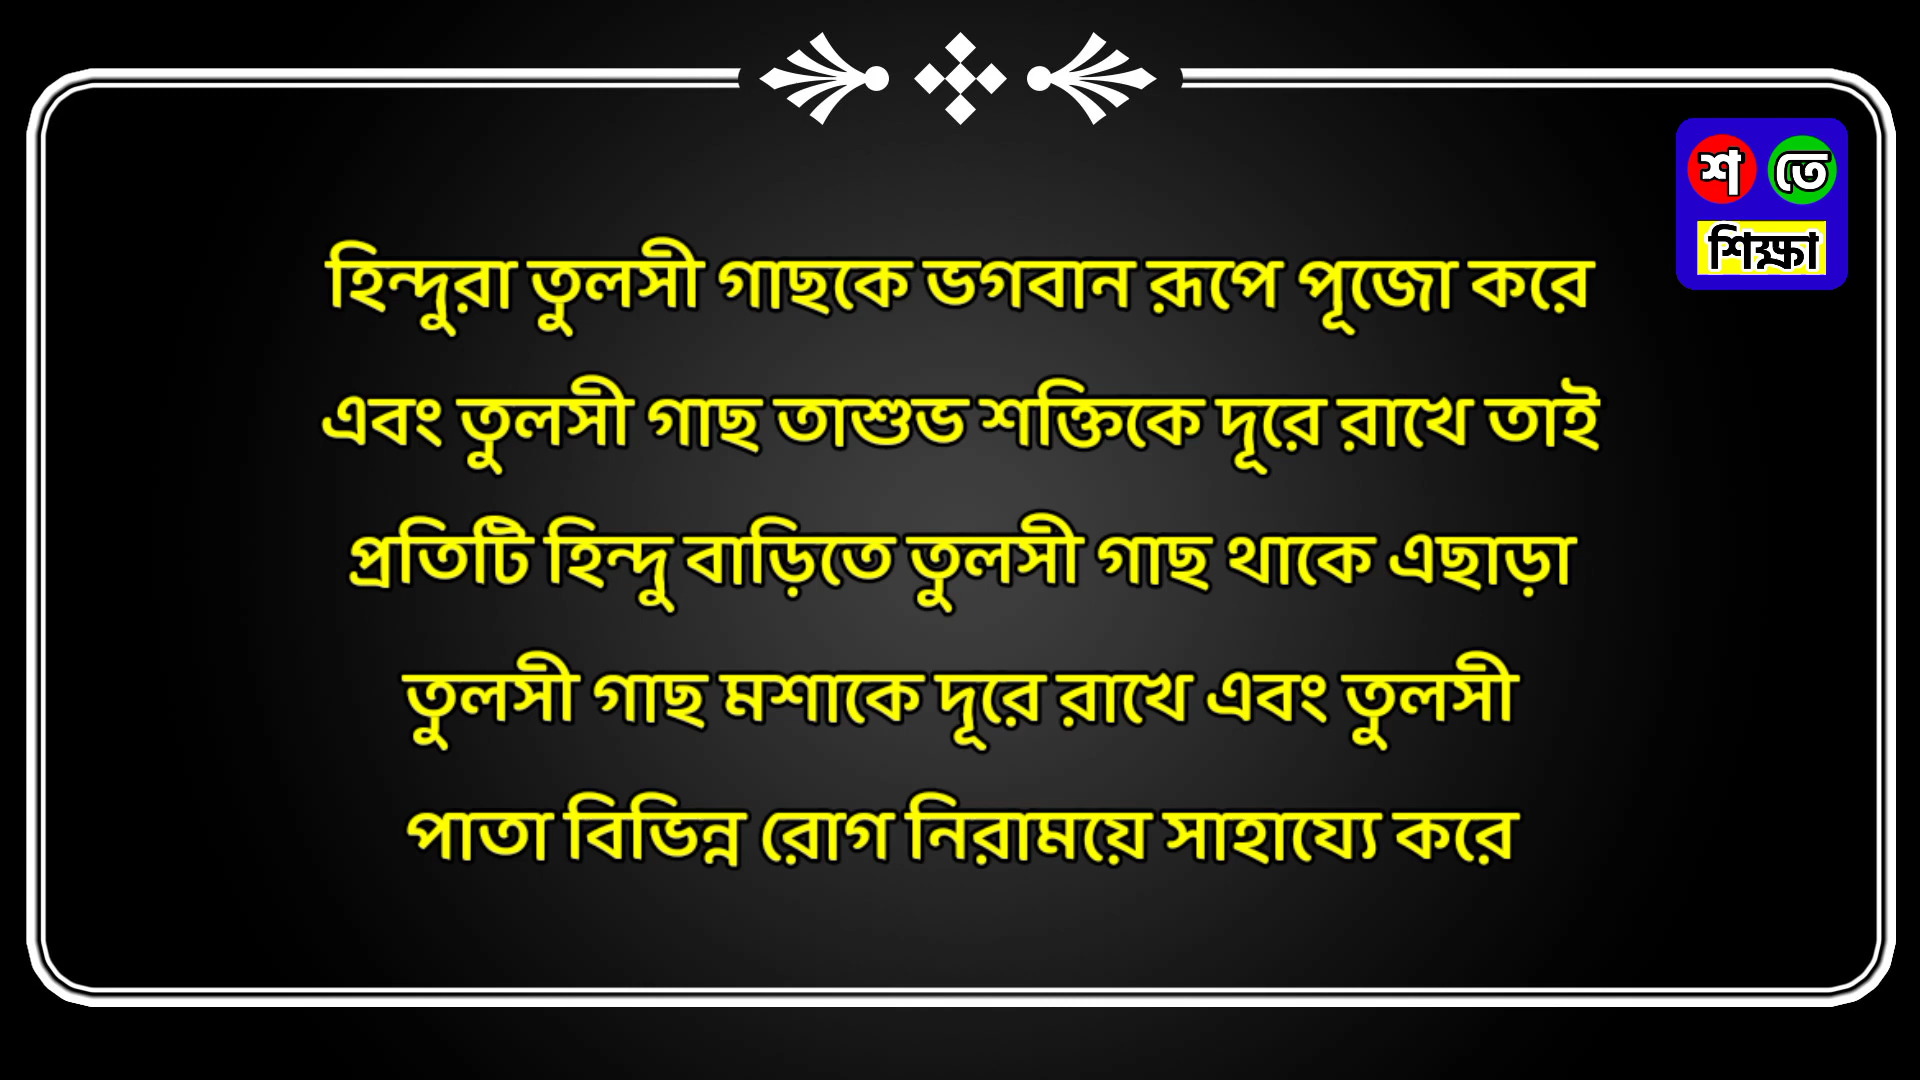 শ তে
শিক্ষা
হিন্দুরা তুলসী গাছকে ভগবান রূপে পূজো করে
এবং তুলসী গাছ তাশুভ শক্তিকে দূরে রাখে তাই
প্রতিটি হিন্দু বাড়িতে তুলসী গাছ থাকে এছাড়া
তুলসী গাছ মশাকে দূরে রাখে এবং তুলসী
পাতা বিভিন্ন রোগ নিরাময়ে সাহায্যে করে